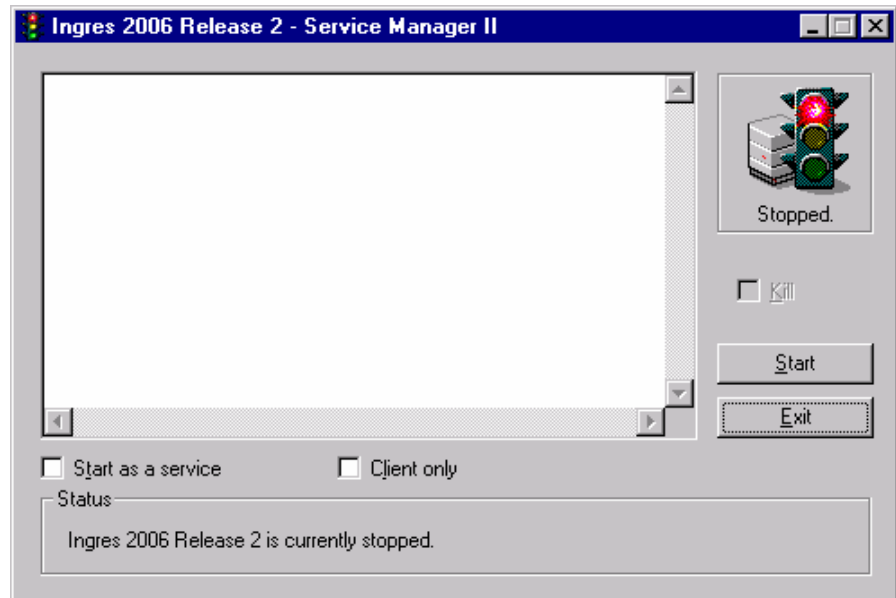 Ingres 2006 Release 2 - Service Manager II
Stopped.
Kill
Start
Exit
Start as a service
Client only
Status
Ingres 2006 Release 2 is currently stopped.